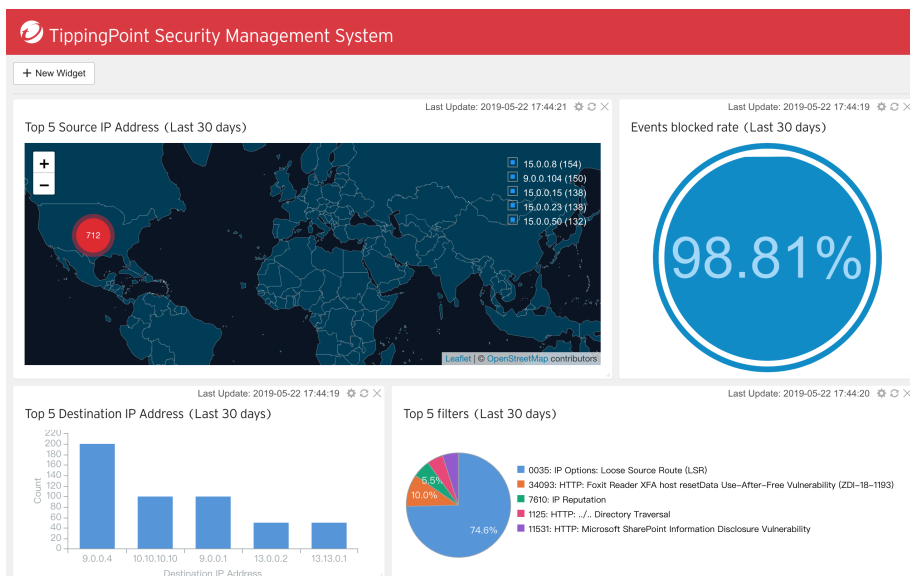 TippingPoint Security Management System
+ New Widget
Last Update: 2019-05-22 17:44:21
Top 5 Source IP Address (Last 30 days)
+
−
15.0.0.8 (154)
9.0.0.104 (150)
15.0.0.15 (138)
15.0.0.23 (138)
15.0.0.50 (132)
712
Leaflet | © OpenStreetMap contributors
Last Update: 2019-05-22 17:44:19
Events blocked rate (Last 30 days)
98.81%
Last Update: 2019-05-22 17:44:19
Top 5 Destination IP Address (Last 30 days)
220
200
180
160
140
120
100
80
60
40
20
0
Count
9.0.0.4
10.10.10.10
9.0.0.1
13.0.0.2
13.13.0.1
Destination IP Address
Last Update: 2019-05-22 17:44:20
Top 5 filters (Last 30 days)
5.5%
10.0%
74.6%
0035: IP Options: Loose Source Route (LSR)
34093: HTTP: Foxit Reader XFA host resetData Use-After-Free Vulnerability (ZDI-18-1193)
7610: IP Reputation
1125: HTTP: ../.. Directory Traversal
11531: HTTP: Microsoft SharePoint Information Disclosure Vulnerability